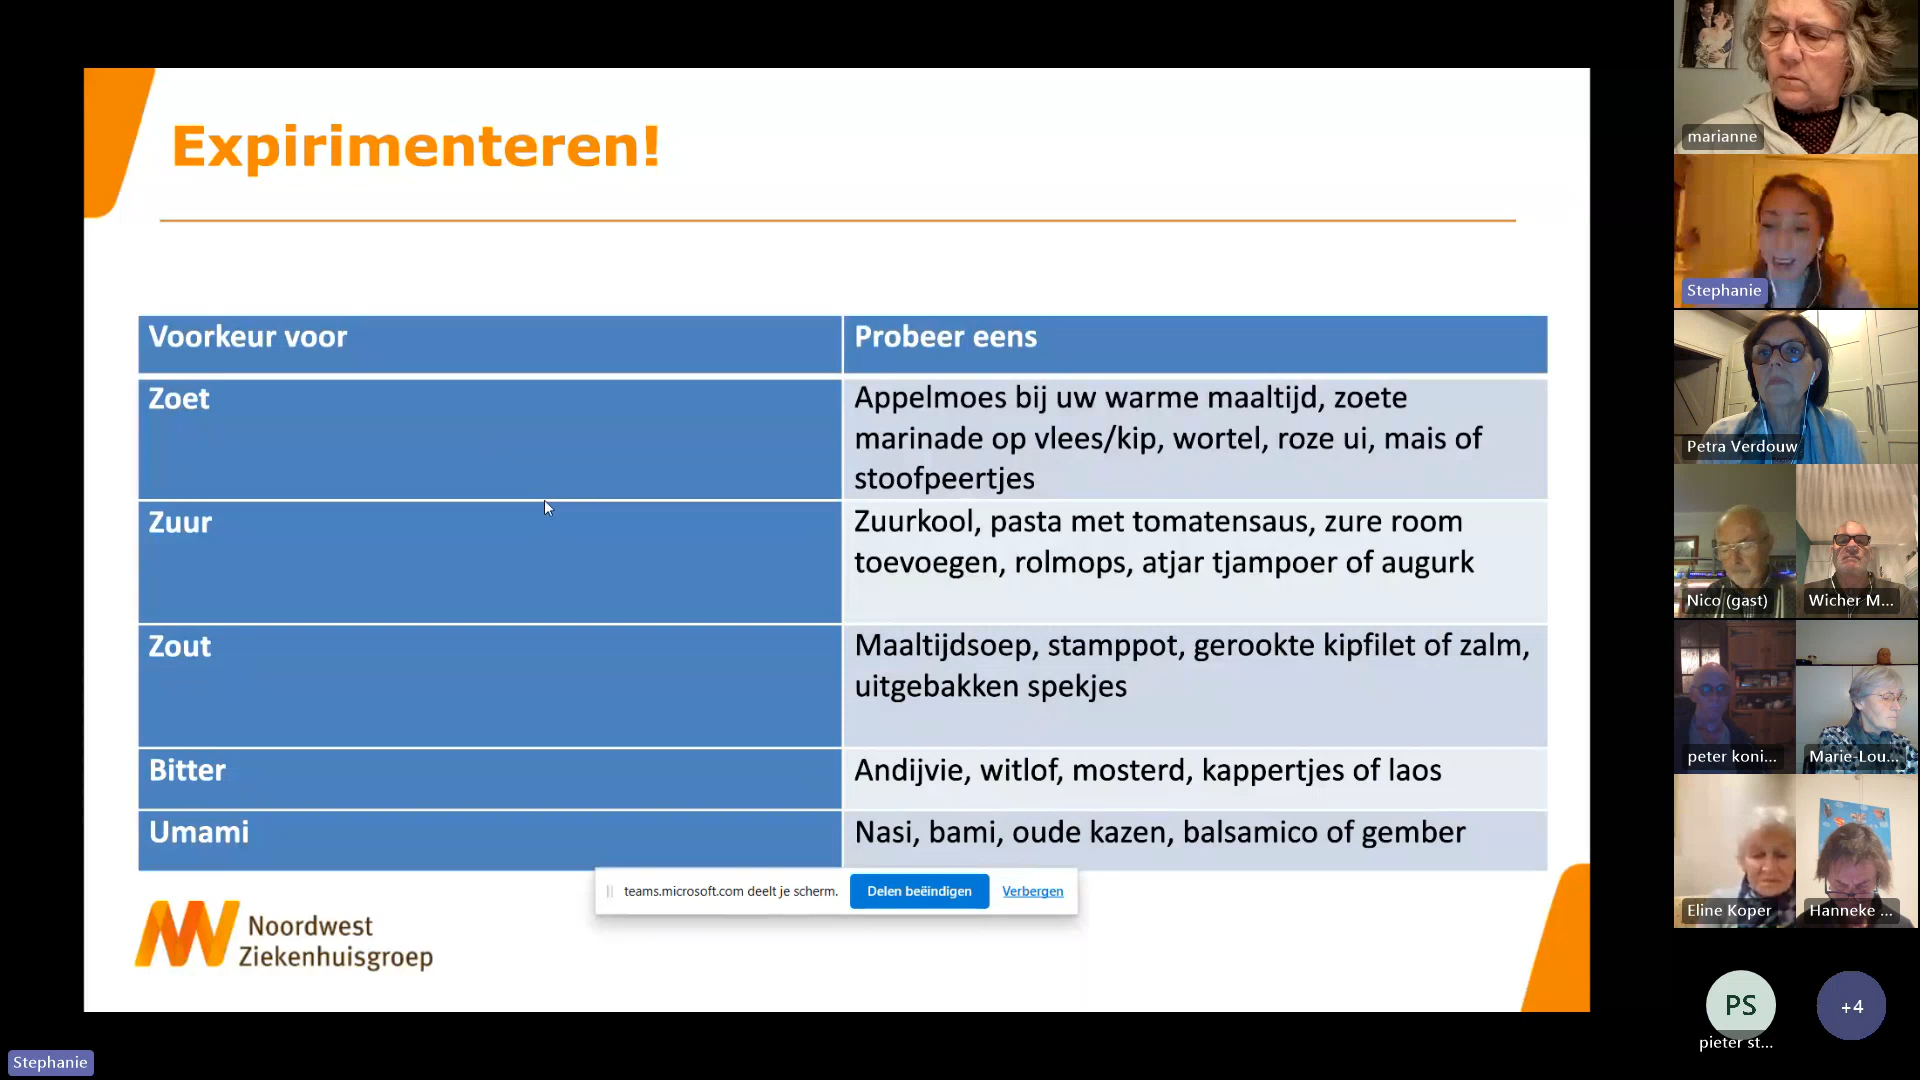 Expirimenteren!
Voorkeur voor
Probeer eens
Zoet
Appelmoes bij uw warme maaltijd, zoete
marinade op vlees/kip, wortel, roze ui, mais of
stoofpeertjes
Zuur
Zuurkool, pasta met tomatensaus, zure room
toevoegen, rolmops, atjar tjampoer of augurk
Zout
Maaltijdsoep, stamppot, gerookte kipfilet of zalm,
uitgebakken spekjes
Bitter
Andijvie, witlof, mosterd, kappertjes of laos
Umami
Nasi, bami, oude kazen, balsamico of gember
teams.microsoft.com deelt je scherm.
Delen beëindigen
Verbergen
Noordwest
Ziekenhuisgroep
Stephanie
marianne
Stephanie
Petra Verdouw
Nico (gast)
Wicher M...
peter koni...
Marie-Lou...
Eline Koper
Hanneke ...
PS
pieter st...
+4